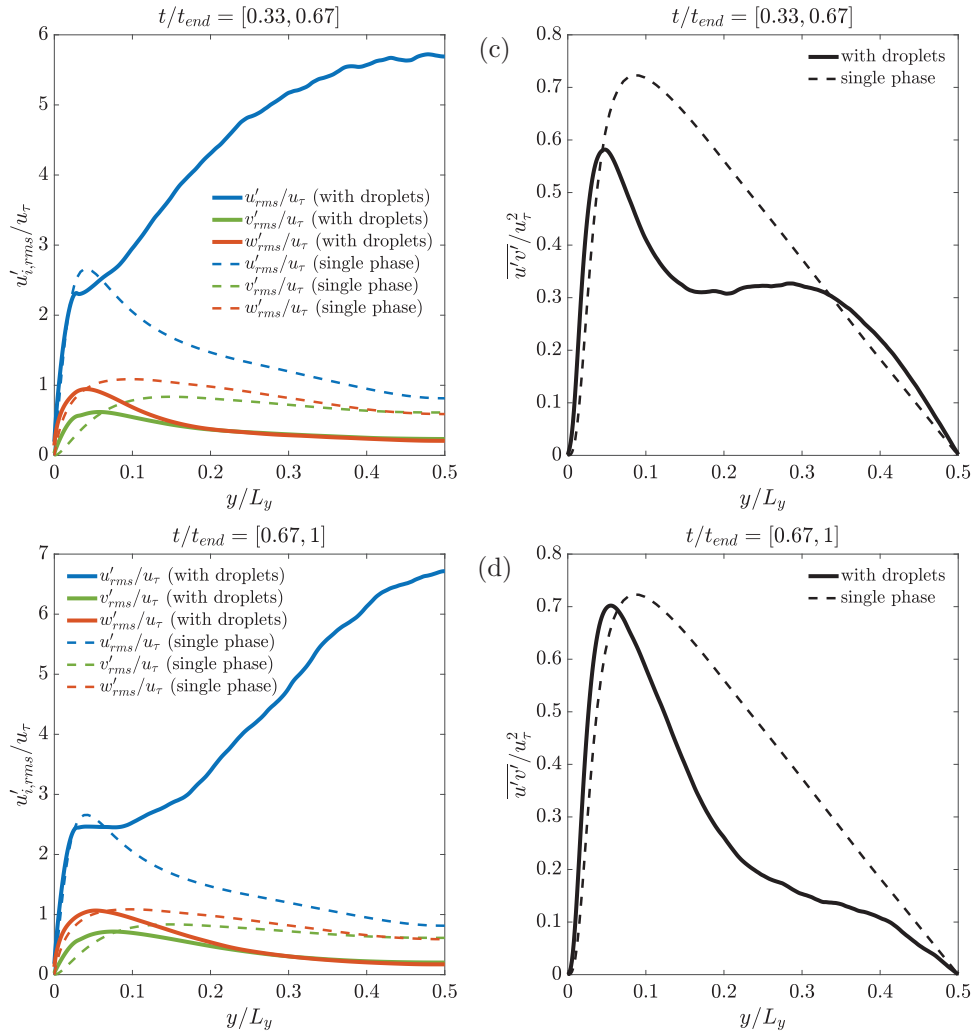 t/t_end = [0.33, 0.67]
6
5
4
3
2
1
0
u′_{i,rms}/u_τ
u′_rms/u_τ (with droplets)
v′_rms/u_τ (with droplets)
w′_rms/u_τ (with droplets)
u′_rms/u_τ (single phase)
v′_rms/u_τ (single phase)
w′_rms/u_τ (single phase)
0 0.1 0.2 0.3 0.4 0.5
y/L_y
(c)
t/t_end = [0.33, 0.67]
0.8
0.7
0.6
0.5
0.4
0.3
0.2
0.1
0
\overline{u′v′}/u_τ^2
with droplets
single phase
0 0.1 0.2 0.3 0.4 0.5
y/L_y
t/t_end = [0.67, 1]
7
6
5
4
3
2
1
0
u′_{i,rms}/u_τ
u′_rms/u_τ (with droplets)
v′_rms/u_τ (with droplets)
w′_rms/u_τ (with droplets)
u′_rms/u_τ (single phase)
v′_rms/u_τ (single phase)
w′_rms/u_τ (single phase)
0 0.1 0.2 0.3 0.4 0.5
y/L_y
(d)
t/t_end = [0.67, 1]
0.8
0.7
0.6
0.5
0.4
0.3
0.2
0.1
0
\overline{u′v′}/u_τ^2
with droplets
single phase
0 0.1 0.2 0.3 0.4 0.5
y/L_y